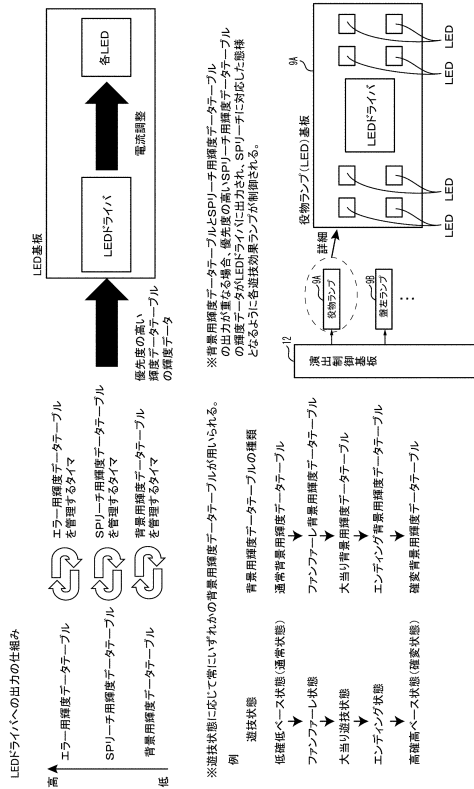 LEDドライバへの出力の仕組み
高
エラー用輝度データテーブル
SPリーチ用輝度データテーブル
背景用輝度データテーブル
低
エラー用輝度データテーブル
を管理するタイマ
SPリーチ用輝度データテーブル
を管理するタイマ
背景用輝度データテーブル
を管理するタイマ
優先度の高い
輝度データテーブル
の輝度データ
LED基板
LEDドライバ
電流調整
各LED
※遊技状態に応じて常にいずれかの背景用輝度データテーブルが用いられる。
例
遊技状態
低確低ベース状態(通常状態)
ファンファーレ状態
大当り遊技状態
エンディング状態
高確高ベース状態(確変状態)
背景用輝度データテーブルの種類
通常背景用輝度データテーブル
ファンファーレ背景用輝度データテーブル
大当り背景用輝度データテーブル
エンディング背景用輝度データテーブル
確変背景用輝度データテーブル
※背景用輝度データテーブルとSPリーチ用輝度データテーブル
の出力が重なる場合、優先度の高いSPリーチ用輝度データテーブル
の輝度データがLEDドライバに出力され、SPリーチに対応した態様
となるように各遊技効果ランプが制御される。
12
演出制御基板
9A
役物ランプ
9B
盤左ランプ
⋮
詳細
役物ランプ(LED)基板
9A
LEDドライバ
LED
LED
LED
LED